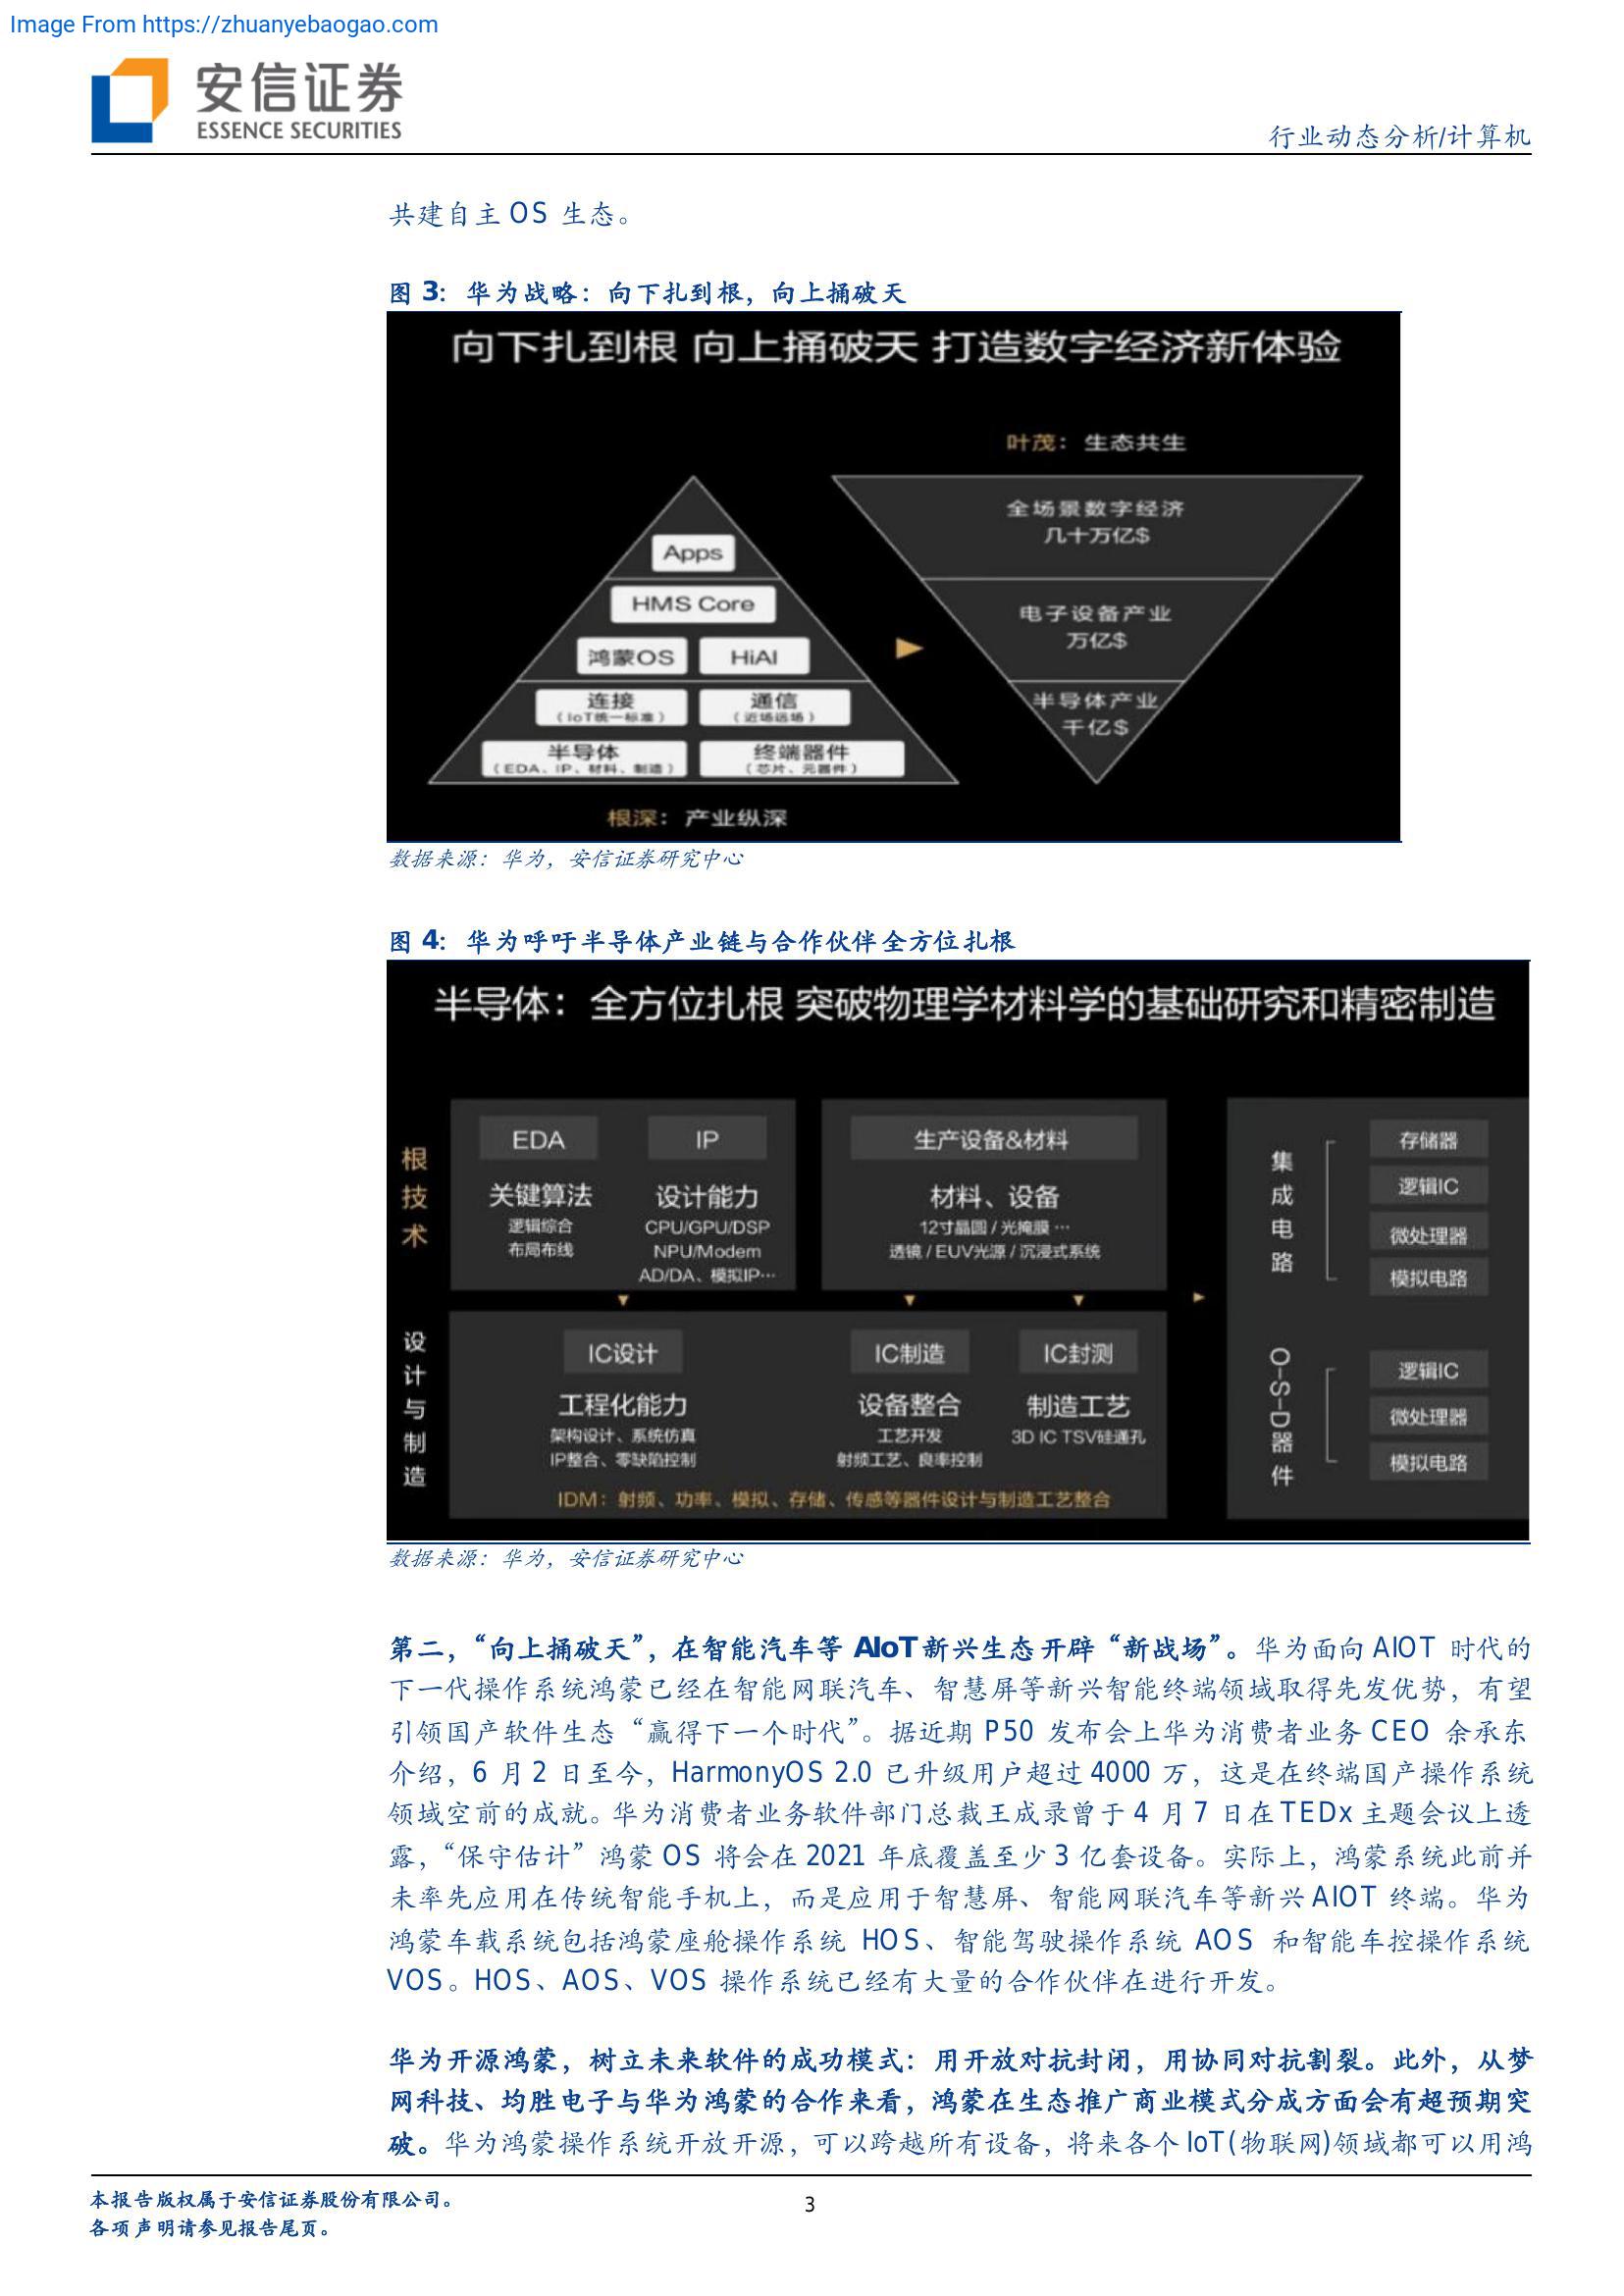 Image From https://zhuanyebaogao.com
安信证券
ESSENCE SECURITIES
行业动态分析/计算机
共建自主 OS 生态。
图 3：华为战略：向下扎到根，向上捅破天
向下扎到根 向上捅破天 打造数字经济新体验
叶茂：生态共生
全场景数字经济
几十万亿$
电子设备产业
万亿$
半导体产业
千亿$
Apps
HMS Core
鸿蒙OS
HiAI
连接
（IoT统一标准）
通信
（近场远场）
半导体
（EDA、IP、材料、制造）
终端器件
（芯片、元器件）
根深：产业纵深
数据来源：华为，安信证券研究中心
图 4：华为呼吁半导体产业链与合作伙伴全方位扎根
半导体：全方位扎根 突破物理学材料学的基础研究和精密制造
根技术
EDA
关键算法
逻辑综合
布局布线
IP
设计能力
CPU/GPU/DSP
NPU/Modem
AD/DA、模拟IP…
生产设备&材料
材料、设备
12寸晶圆 / 光掩膜 …
透镜 / EUV光源 / 沉浸式系统
设计与制造
IC设计
工程化能力
架构设计、系统仿真
IP整合、零缺陷控制
IC制造
设备整合
工艺开发
射频工艺、良率控制
IC封测
制造工艺
3D IC TSV硅通孔
IDM：射频、功率、模拟、存储、传感等器件设计与制造工艺整合
集成电路
存储器
逻辑IC
微处理器
模拟电路
O-S-D器件
逻辑IC
微处理器
模拟电路
数据来源：华为，安信证券研究中心
第二，“向上捅破天”，在智能汽车等 AIoT 新兴生态开辟“新战场”。华为面向 AIOT 时代的
下一代操作系统鸿蒙已经在智能网联汽车、智慧屏等新兴智能终端领域取得先发优势，有望
引领国产软件生态“赢得下一个时代”。据近期 P50 发布会上华为消费者业务 CEO 余承东
介绍，6 月 2 日至今，HarmonyOS 2.0 已升级用户超过 4000 万，这是在终端国产操作系统
领域空前的成就。华为消费者业务软件部门总裁王成录曾于 4 月 7 日在 TEDx 主题会议上透
露，“保守估计”鸿蒙 OS 将会在 2021 年底覆盖至少 3 亿套设备。实际上，鸿蒙系统此前并
未率先应用在传统智能手机上，而是应用于智慧屏、智能网联汽车等新兴 AIOT 终端。华为
鸿蒙车载系统包括鸿蒙座舱操作系统 HOS、智能驾驶操作系统 AOS 和智能车控操作系统
VOS。HOS、AOS、VOS 操作系统已经有大量的合作伙伴在进行开发。
华为开源鸿蒙，树立未来软件的成功模式：用开放对抗封闭，用协同对抗割裂。此外，从梦
网科技、均胜电子与华为鸿蒙的合作来看，鸿蒙在生态推广商业模式分成方面会有超预期突
破。华为鸿蒙操作系统开放开源，可以跨越所有设备，将来各个 IoT(物联网)领域都可以用鸿
本报告版权属于安信证券股份有限公司。
各项声明请参见报告尾页。
3